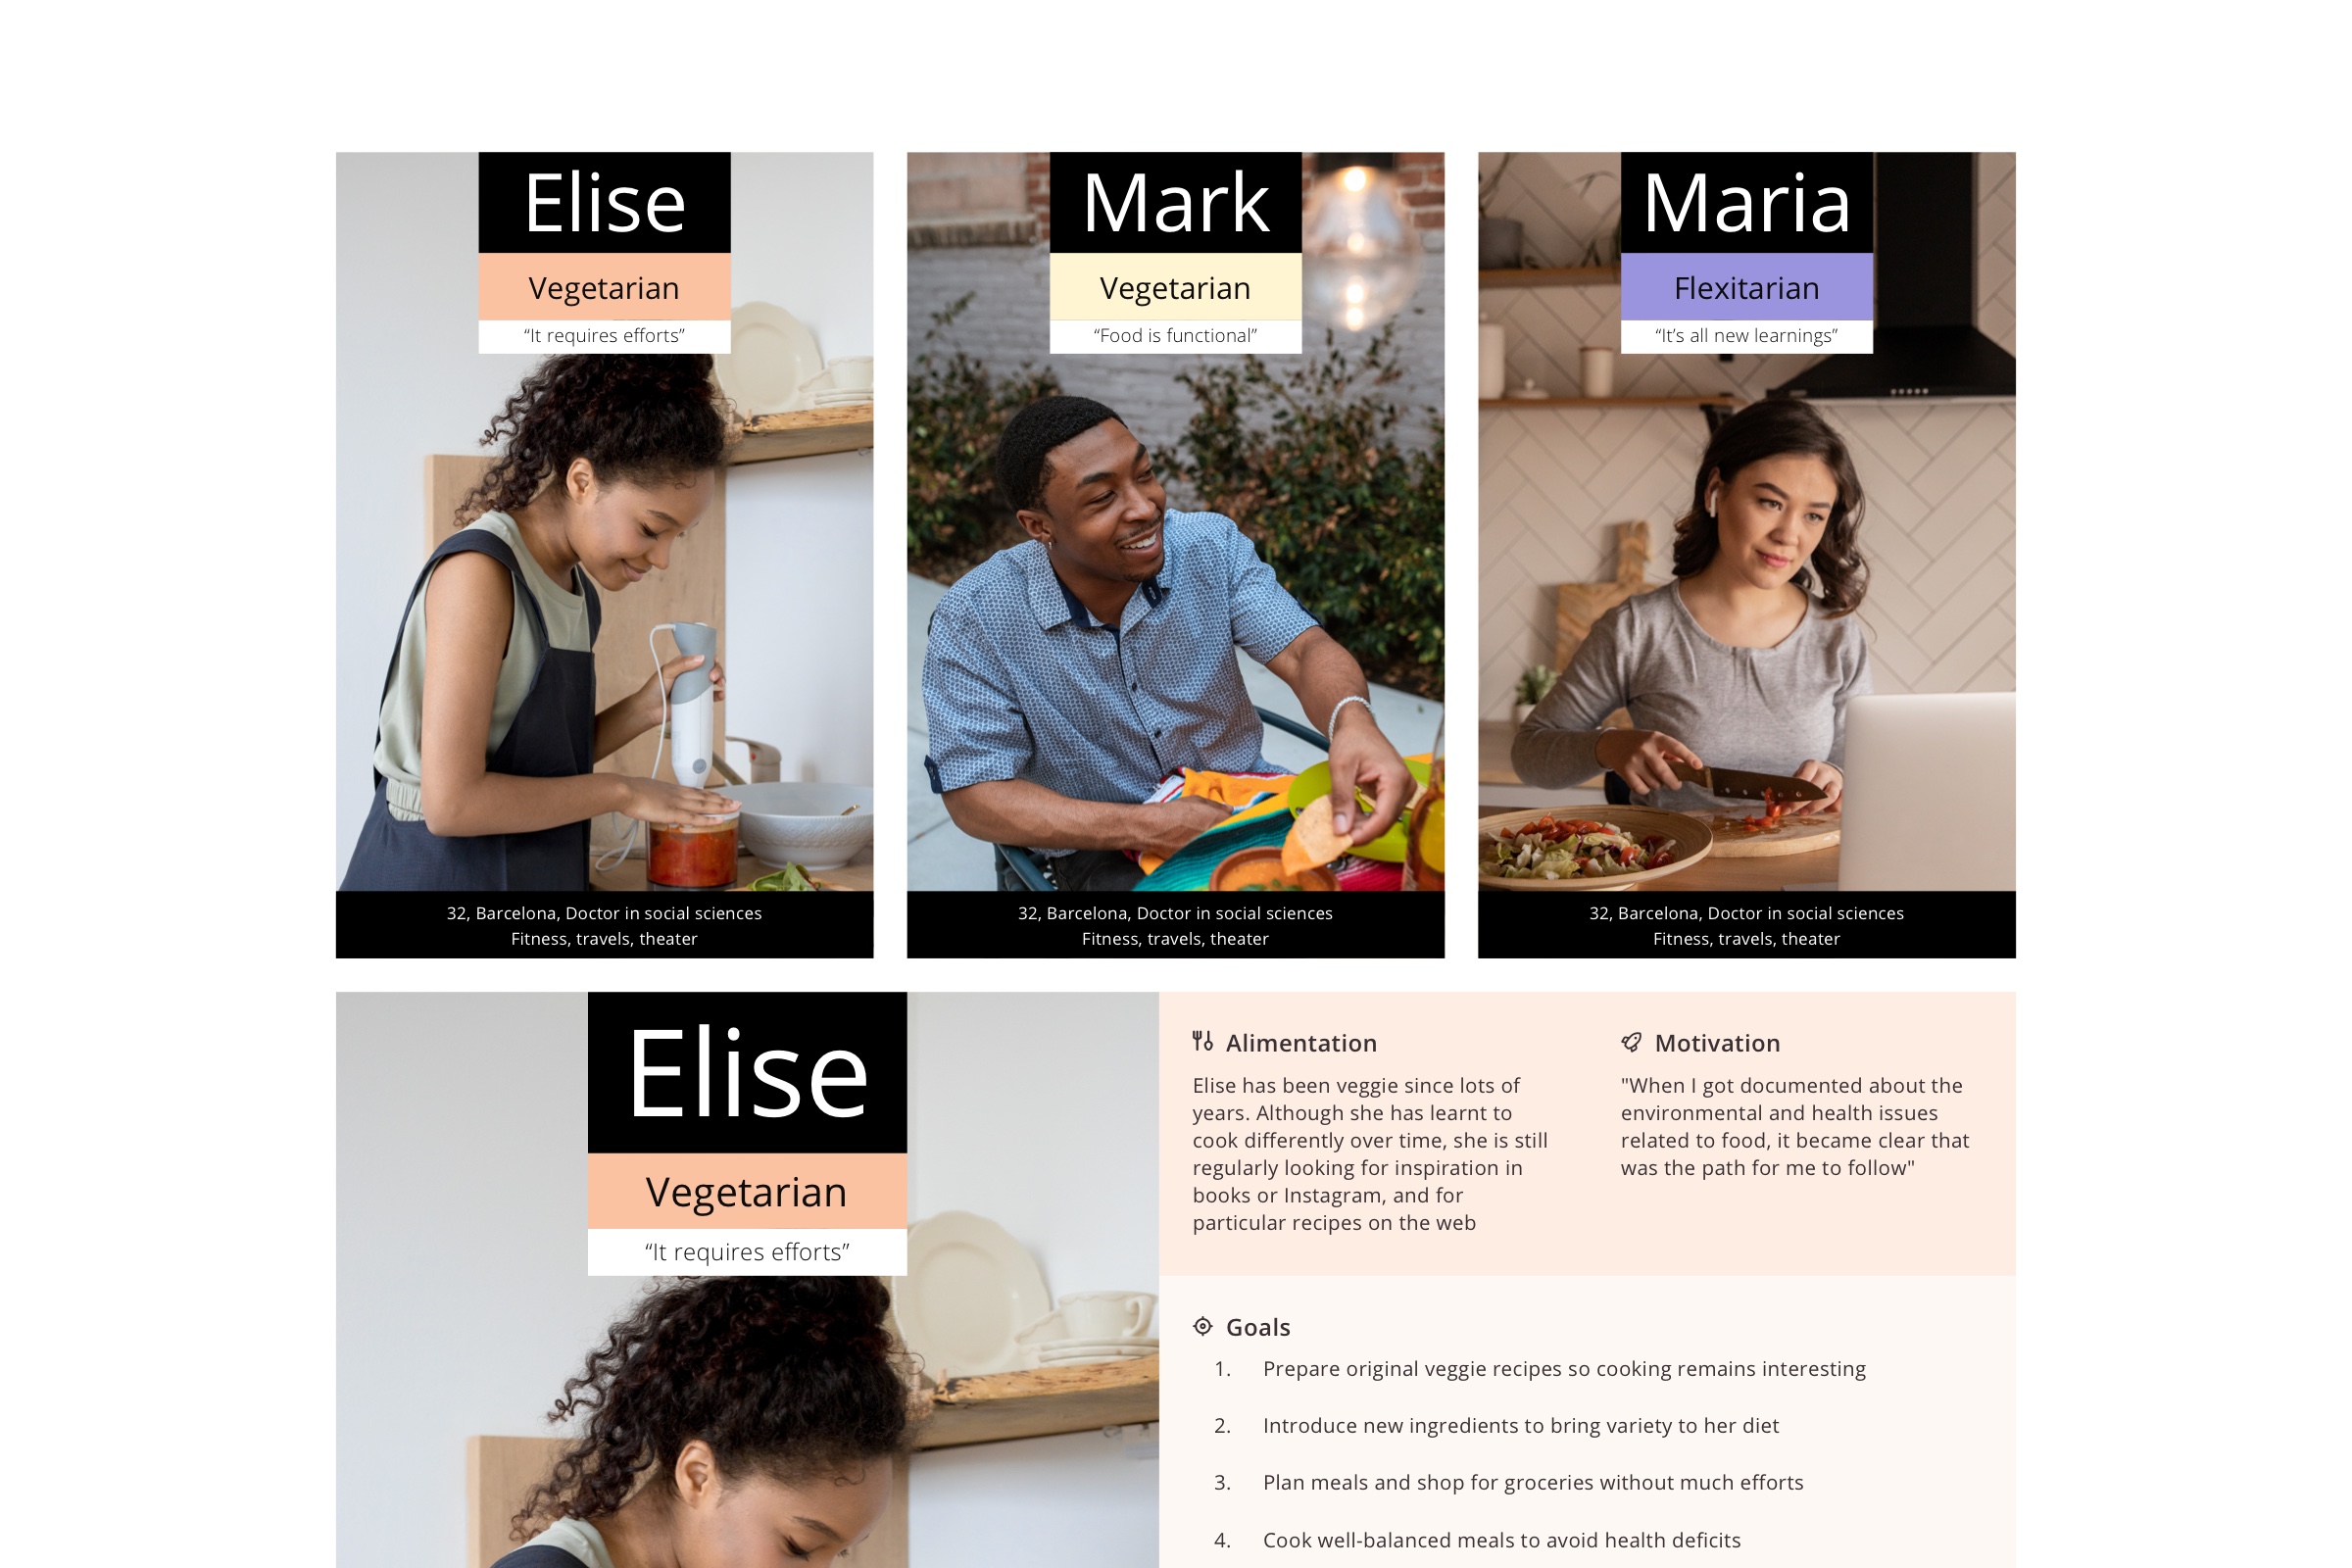 Elise
Vegetarian
“It requires efforts”
32, Barcelona, Doctor in social sciences
Fitness, travels, theater
Mark
Vegetarian
“Food is functional”
32, Barcelona, Doctor in social sciences
Fitness, travels, theater
Maria
Flexitarian
“It’s all new learnings”
32, Barcelona, Doctor in social sciences
Fitness, travels, theater
Elise
Vegetarian
“It requires efforts”
Alimentation
Elise has been veggie since lots of
years. Although she has learnt to
cook differently over time, she is still
regularly looking for inspiration in
books or Instagram, and for
particular recipes on the web
Motivation
"When I got documented about the
environmental and health issues
related to food, it became clear that
was the path for me to follow"
Goals
1. Prepare original veggie recipes so cooking remains interesting
2. Introduce new ingredients to bring variety to her diet
3. Plan meals and shop for groceries without much efforts
4. Cook well-balanced meals to avoid health deficits